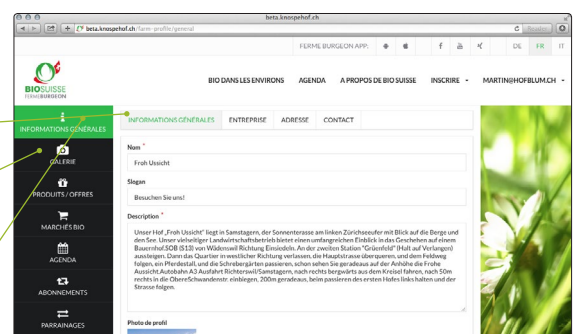 beta.knospehof.ch
beta.knospehof.ch/farm-profile/general
Reader
FERME BURGEON APP:
DE FR IT
BIOSUISSE
FERMEBURGEON
BIO DANS LES ENVIRONS AGENDA A PROPOS DE BIO SUISSE INSCRIRE MARTIN@HOFBLUM.CH
INFORMATIONS GÉNÉRALES
GALERIE
PRODUITS / OFFRES
MARCHÉS BIO
AGENDA
ABONNEMENTS
PARRAINAGES
INFORMATIONS GÉNÉRALES ENTREPRISE ADRESSE CONTACT
Nom *
Froh Ussicht
Slogan
Besuchen Sie uns!
Description *
Unser Hof „Froh Ussicht" liegt in Samstagern, der Sonnenterasse am linken Zürichseeufer mit Blick auf die Berge und
den See. Unser vielseitiger Landwirtschaftsbetrieb bietet einen umfangreichen Einblick in das Geschehen auf einem
Bauernhof.SOB (S13) von Wädenswil Richtung Einsiedeln. An der zweiten Station "Grüenfeld" (Halt auf Verlangen)
aussteigen. Dann das Quartier in westlicher Richtung verlassen, die Hauptstrasse überqueren, und dem Feldweg
folgen, ein Pferdestall, und die Schrebergärten passieren, schon sehen Sie geradeaus auf der Anhöhe die Frohe
Aussicht.Autobahn A3 Ausfahrt Richterswil/Samstagern, nach rechts bergwärts aus dem Kreisel fahren, nach 50m
rechts in die ObereSchwandenstr. einbiegen, 200m geradeaus, beim passieren des ersten Hofes links halten und der
Strasse folgen.
Photo de profil